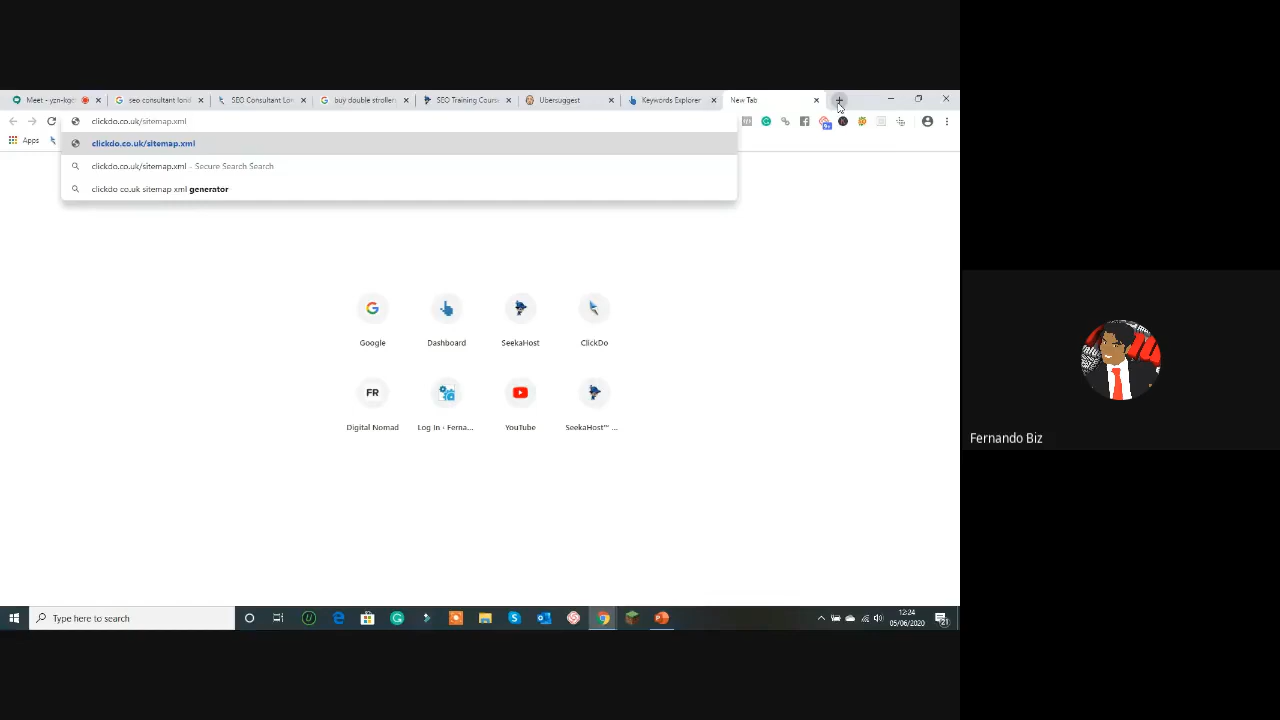 Meet - yzn-kgd
seo consultant lond
SEO Consultant Lon
buy double stroller
SEO Training Course
Ubersuggest
Keywords Explorer
New Tab
clickdo.co.uk/sitemap.xml
Apps
clickdo.co.uk/sitemap.xml
clickdo.co.uk/sitemap.xml - Secure Search Search
clickdo co.uk sitemap xml generator
Google
Dashboard
SeekaHost
ClickDo
FR
Digital Nomad
Log In ‹ Ferna...
YouTube
SeekaHost™ ...
Fernando Biz
Type here to search
12:24
05/06/2020